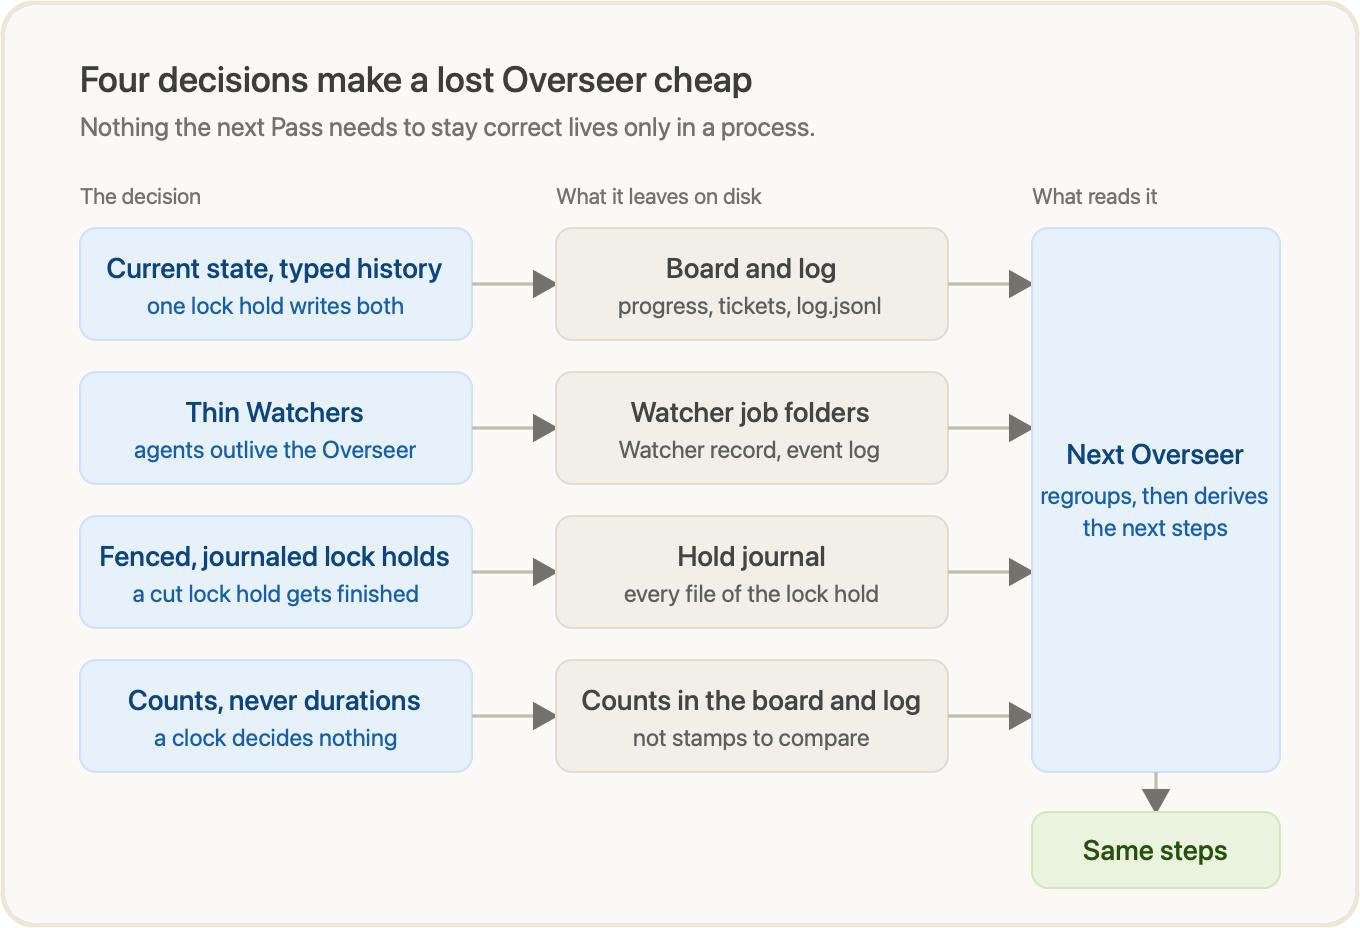 Four decisions make a lost Overseer cheap
Nothing the next Pass needs to stay correct lives only in a process.
The decision
What it leaves on disk
What reads it
Current state, typed history
one lock hold writes both
Board and log
progress, tickets, log.jsonl
Thin Watchers
agents outlive the Overseer
Watcher job folders
Watcher record, event log
Fenced, journaled lock holds
a cut lock hold gets finished
Hold journal
every file of the lock hold
Counts, never durations
a clock decides nothing
Counts in the board and log
not stamps to compare
Next Overseer
regroups, then derives
the next steps
Same steps